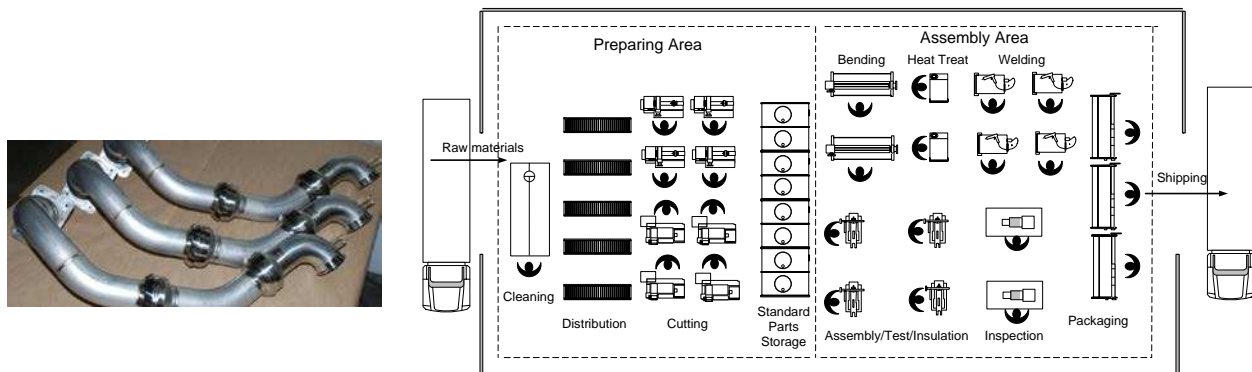 Preparing Area
Assembly Area
Bending
Heat Treat
Welding
Raw materials
Shipping
Cleaning
Distribution
Cutting
Standard
Parts
Storage
Assembly/Test/Insulation
Inspection
Packaging